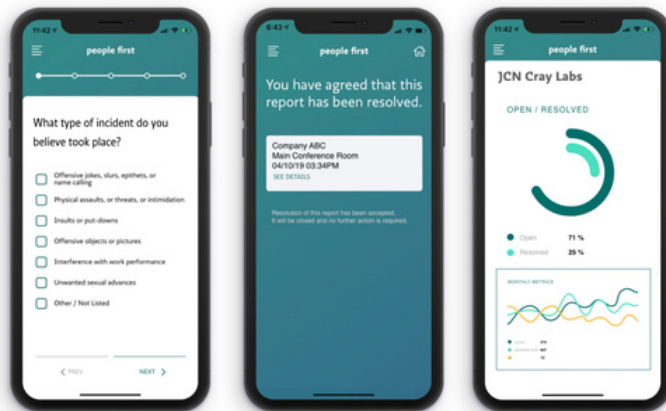 11:42
people first
What type of incident do you
believe took place?
Offensive jokes, slurs, epithets, or
name calling
Physical assaults, or threats, or intimidation
Insults or put-downs
Offensive objects or pictures
Interference with work performance
Unwanted sexual advances
Other / Not Listed
< PREV
NEXT >
6:43
people first
You have agreed that this
report has been resolved.
Company ABC
Main Conference Room
04/10/19 03:34PM
SEE DETAILS
Resolution of this report has been accepted.
It will be closed and no further action is required.
11:42
people first
JCN Cray Labs
OPEN / RESOLVED
Open 71 %
Resolved 25 %
MONTHLY METRICS